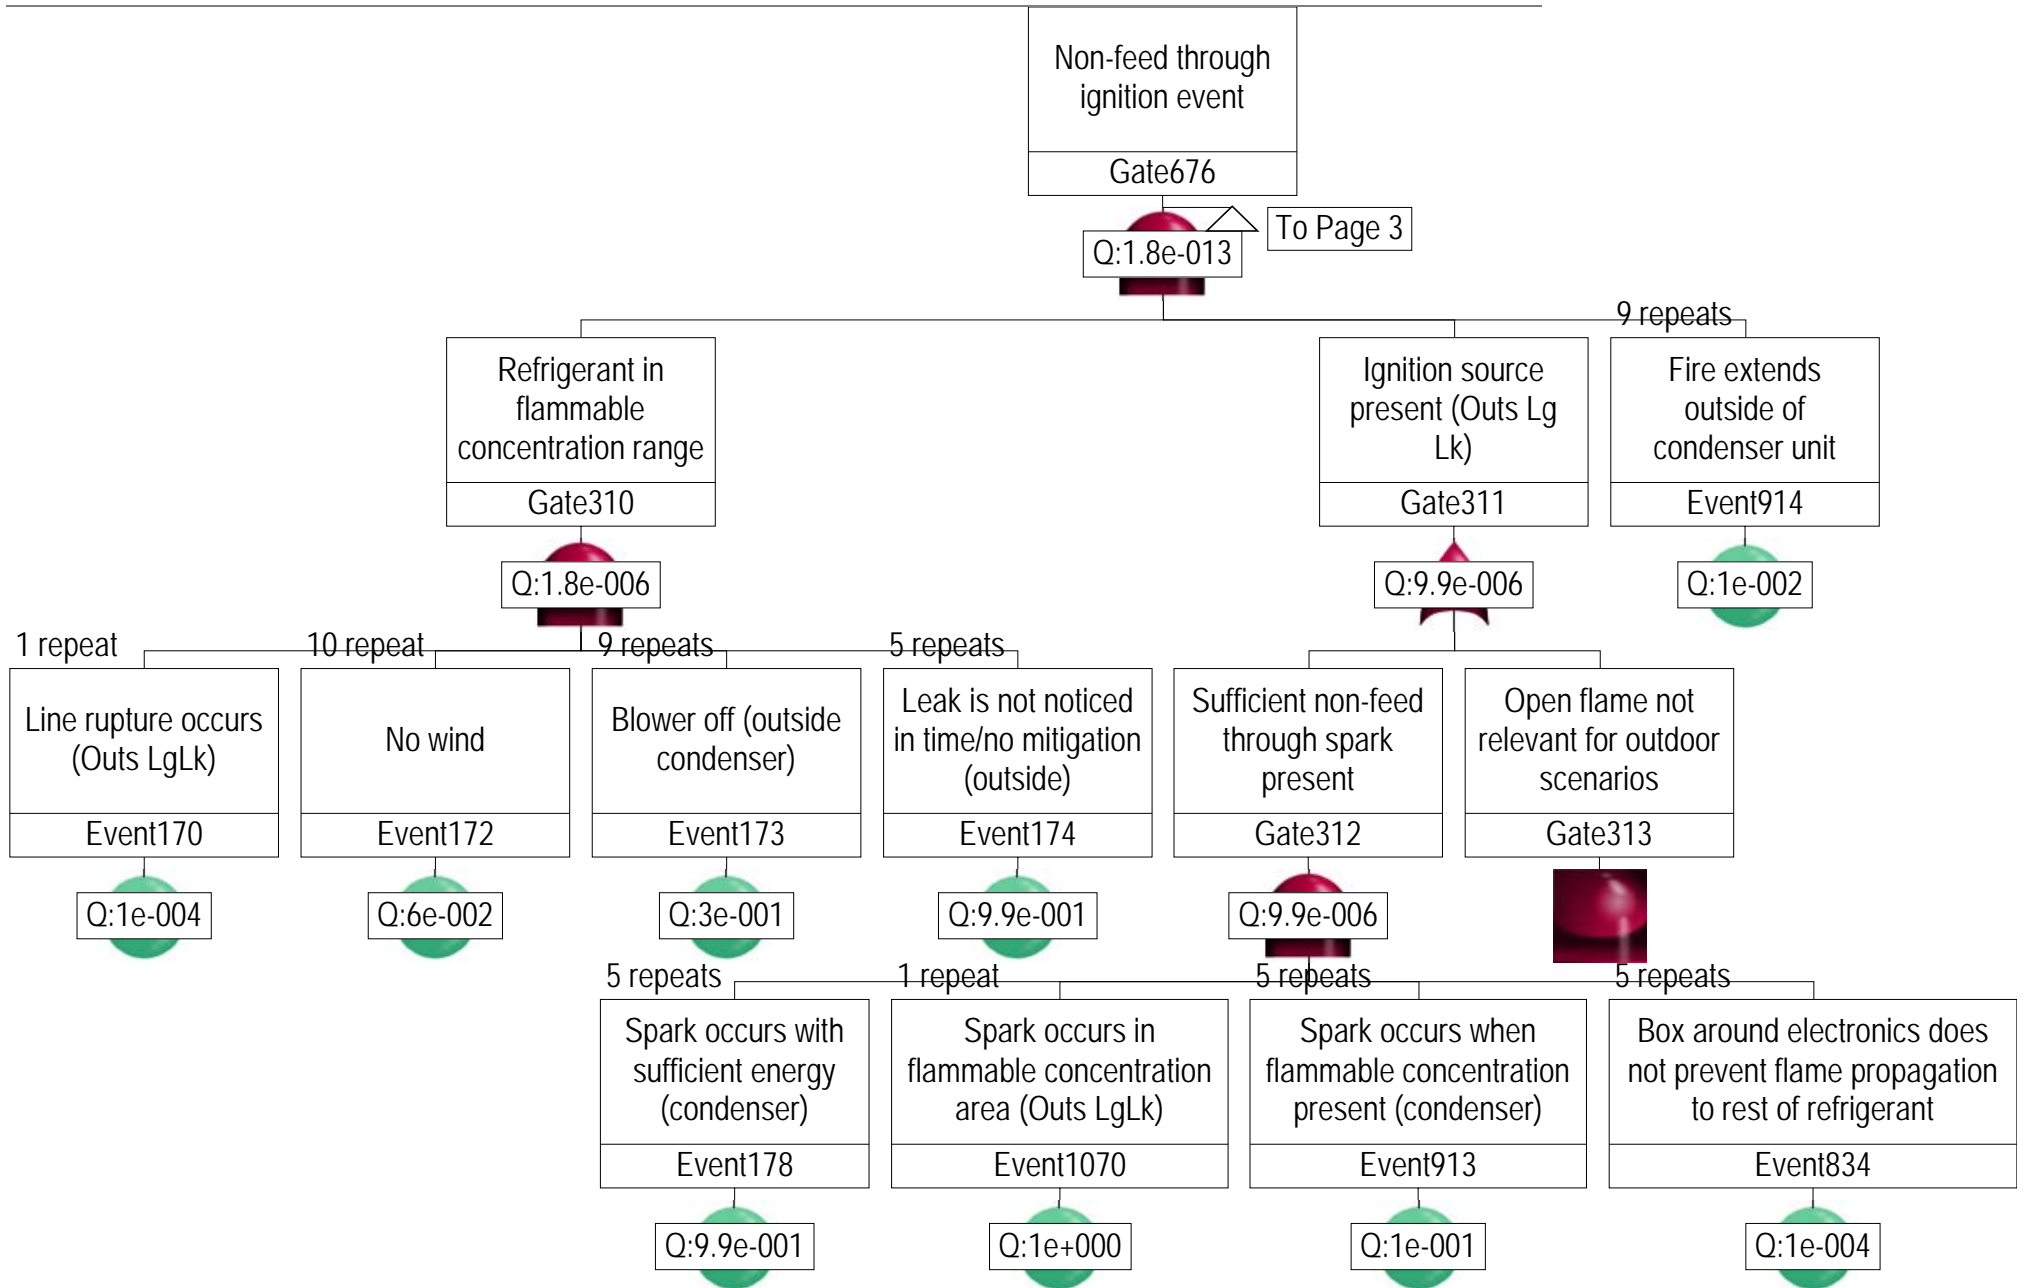 Non-feed through
ignition event
Gate676
To Page 3
Q:1.8e-013
9 repeats
Refrigerant in
flammable
concentration range
Gate310
Q:1.8e-006
Ignition source
present (Outs Lg
Lk)
Gate311
Q:9.9e-006
Fire extends
outside of
condenser unit
Event914
Q:1e-002
1 repeat
Line rupture occurs
(Outs LgLk)
Event170
Q:1e-004
10 repeat
No wind
Event172
Q:6e-002
9 repeats
Blower off (outside
condenser)
Event173
Q:3e-001
5 repeats
Leak is not noticed
in time/no mitigation
(outside)
Event174
Q:9.9e-001
Sufficient non-feed
through spark
present
Gate312
Q:9.9e-006
Open flame not
relevant for outdoor
scenarios
Gate313
5 repeats
Spark occurs with
sufficient energy
(condenser)
Event178
Q:9.9e-001
1 repeat
Spark occurs in
flammable concentration
area (Outs LgLk)
Event1070
Q:1e+000
5 repeats
Spark occurs when
flammable concentration
present (condenser)
Event913
Q:1e-001
5 repeats
Box around electronics does
not prevent flame propagation
to rest of refrigerant
Event834
Q:1e-004